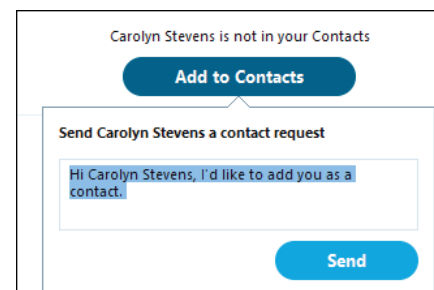 Carolyn Stevens is not in your Contacts
Add to Contacts
Send Carolyn Stevens a contact request
Hi Carolyn Stevens, I'd like to add you as a
contact.
Send